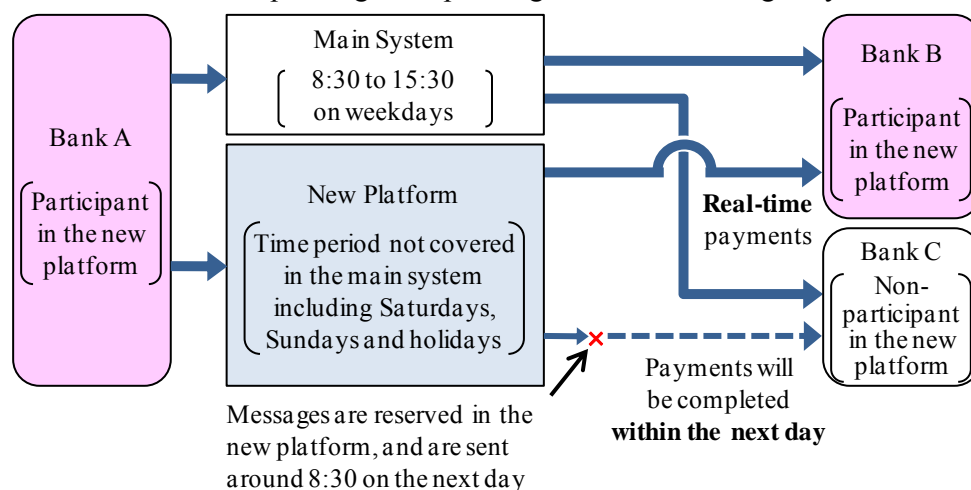 Main System
8:30 to 15:30
on weekdays
Bank A
Participant
in the new
platform
New Platform
Time period not covered
in the main system
including Saturdays,
Sundays and holidays
Bank B
Participant
in the new
platform
Real-time
payments
Bank C
Non-
participant
in the new
platform
Payments will
be completed
within the next day
Messages are reserved in the
new platform, and are sent
around 8:30 on the next day